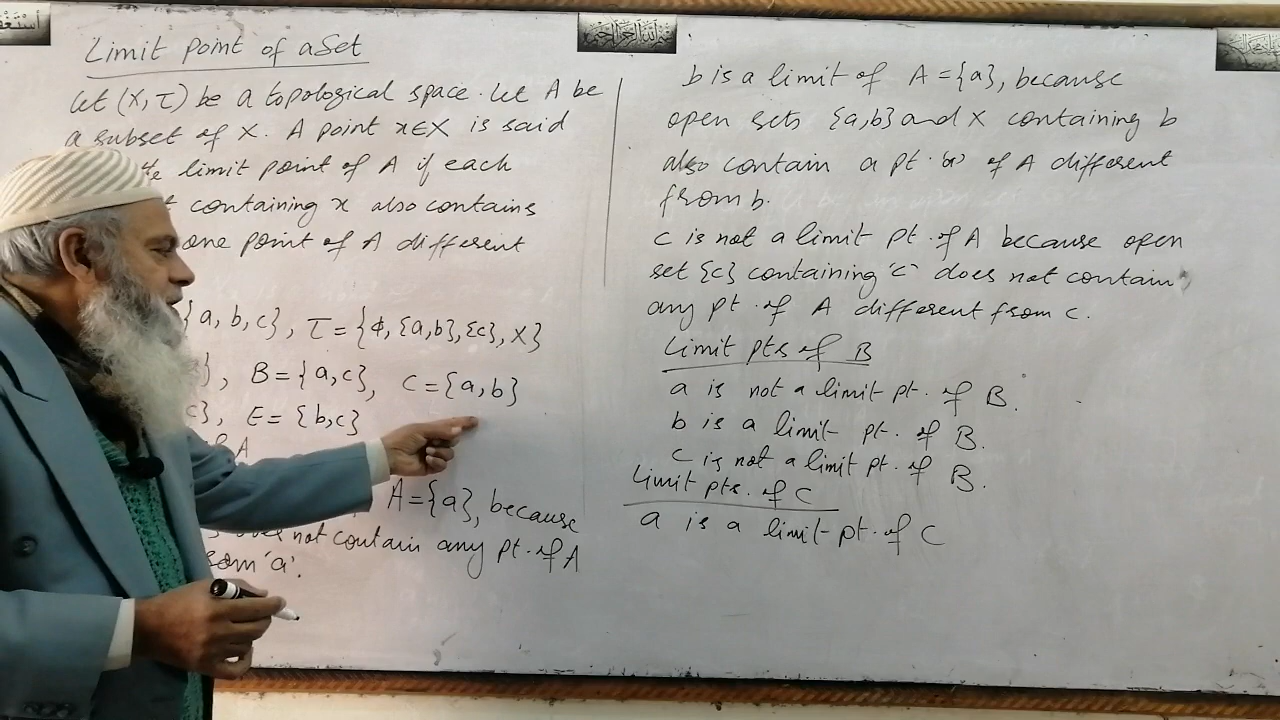 Limit Point of a Set
Let (X, τ) be a topological space. Let A be
a subset of X. A point x∈X is said
the limit point of A if each
containing x also contains
one point of A different
{a, b, c}, τ = {ϕ, {a,b}, {c}, X}
}, B = {a,c}, C = {a,b}
c}, E = {b,c}
A
A = {a}, because
not contain any pt. of A
from 'a'.
b is a limit of A = {a}, because
open sets {a,b} and X containing b
also contain a pt. (a) of A different
from b.
c is not a limit pt. of A because open
set {c} containing 'c' does not contain
any pt. of A different from c.
Limit pts of B
a is not a limit pt. of B.
b is a limit pt. of B.
c is not a limit pt. of B.
Limit pts. of C
a is a limit pt. of C